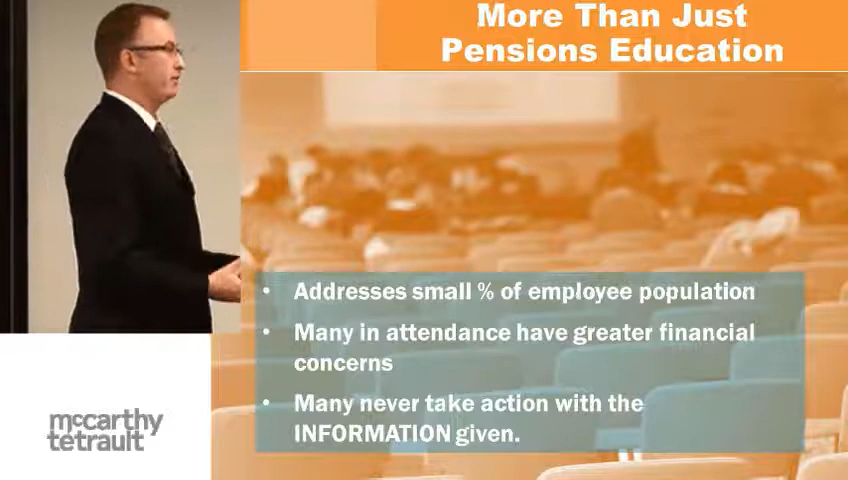 More Than Just
Pensions Education
• Addresses small % of employee population
• Many in attendance have greater financial
concerns
• Many never take action with the
INFORMATION given.
mccarthy
tetrault